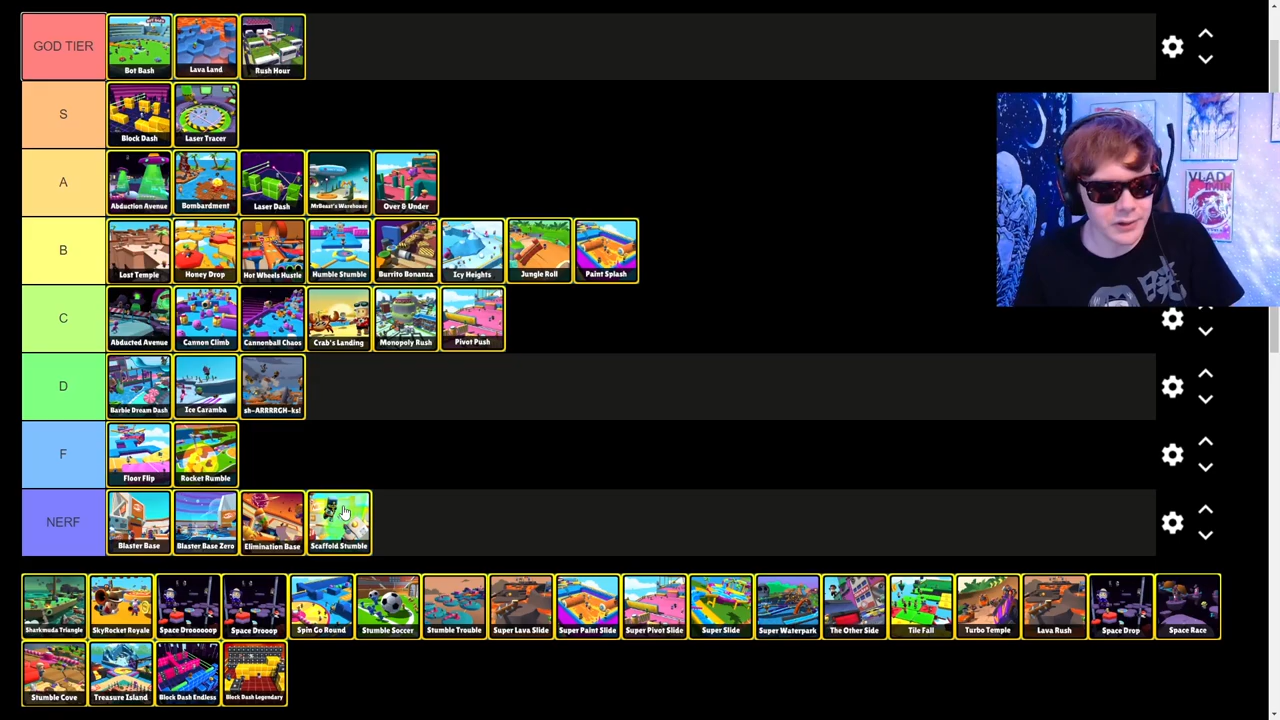 GOD TIER
Bot Bash
Lava Land
Rush Hour
S
Block Dash
Laser Tracer
A
Abduction Avenue
Bombardment
Laser Dash
MrBeast's Warehouse
Over & Under
B
Lost Temple
Honey Drop
Hot Wheels Hustle
Humble Stumble
Burrito Bonanza
Icy Heights
Jungle Roll
Paint Splash
C
Abducted Avenue
Cannon Climb
Cannonball Chaos
Crab's Landing
Monopoly Rush
Pivot Push
D
Barbie Dream Dash
Ice Caramba
sh-ARRRRGH-ks!
F
Floor Flip
Rocket Rumble
NERF
Blaster Base
Blaster Base Zero
Elimination Base
Scaffold Stumble
Sharkmuda Triangle
SkyRocket Royale
Space Drooooop
Space Drooop
Spin Go Round
Stumble Soccer
Stumble Trouble
Super Lava Slide
Super Paint Slide
Super Pivot Slide
Super Slide
Super Waterpark
The Other Side
Tile Fall
Turbo Temple
Lava Rush
Space Drop
Space Race
Stumble Cove
Treasure Island
Block Dash Endless
Block Dash Legendary
VLAD
IMIR
暁